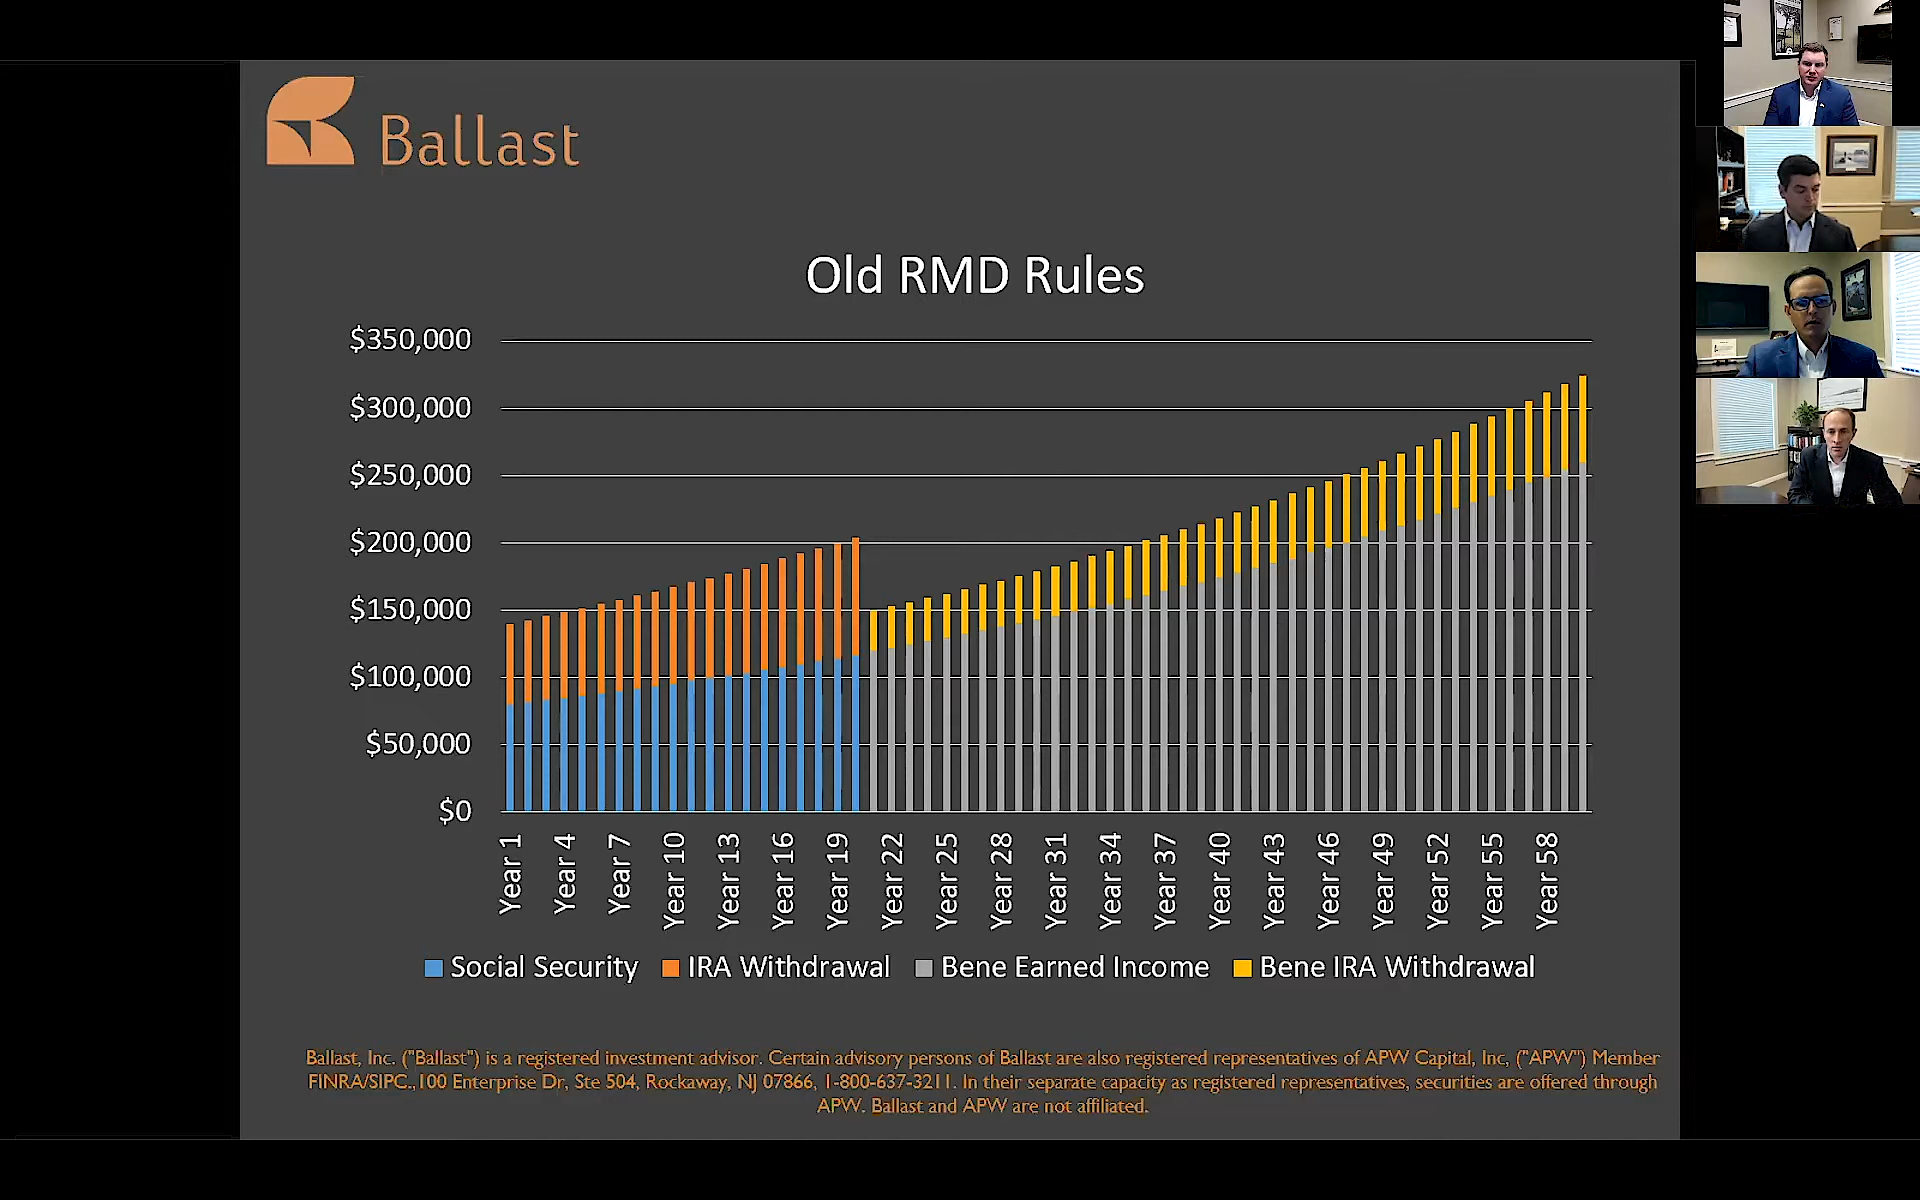 Ballast
Old RMD Rules
$350,000
$300,000
$250,000
$200,000
$150,000
$100,000
$50,000
$0
Year 1
Year 4
Year 7
Year 10
Year 13
Year 16
Year 19
Year 22
Year 25
Year 28
Year 31
Year 34
Year 37
Year 40
Year 43
Year 46
Year 49
Year 52
Year 55
Year 58
Social Security IRA Withdrawal Bene Earned Income Bene IRA Withdrawal
Ballast, Inc. ("Ballast") is a registered investment advisor. Certain advisory persons of Ballast are also registered representatives of APW Capital, Inc, ("APW") Member
FINRA/SIPC.,100 Enterprise Dr, Ste 504, Rockaway, NJ 07866, 1-800-637-3211. In their separate capacity as registered representatives, securities are offered through
APW. Ballast and APW are not affiliated.